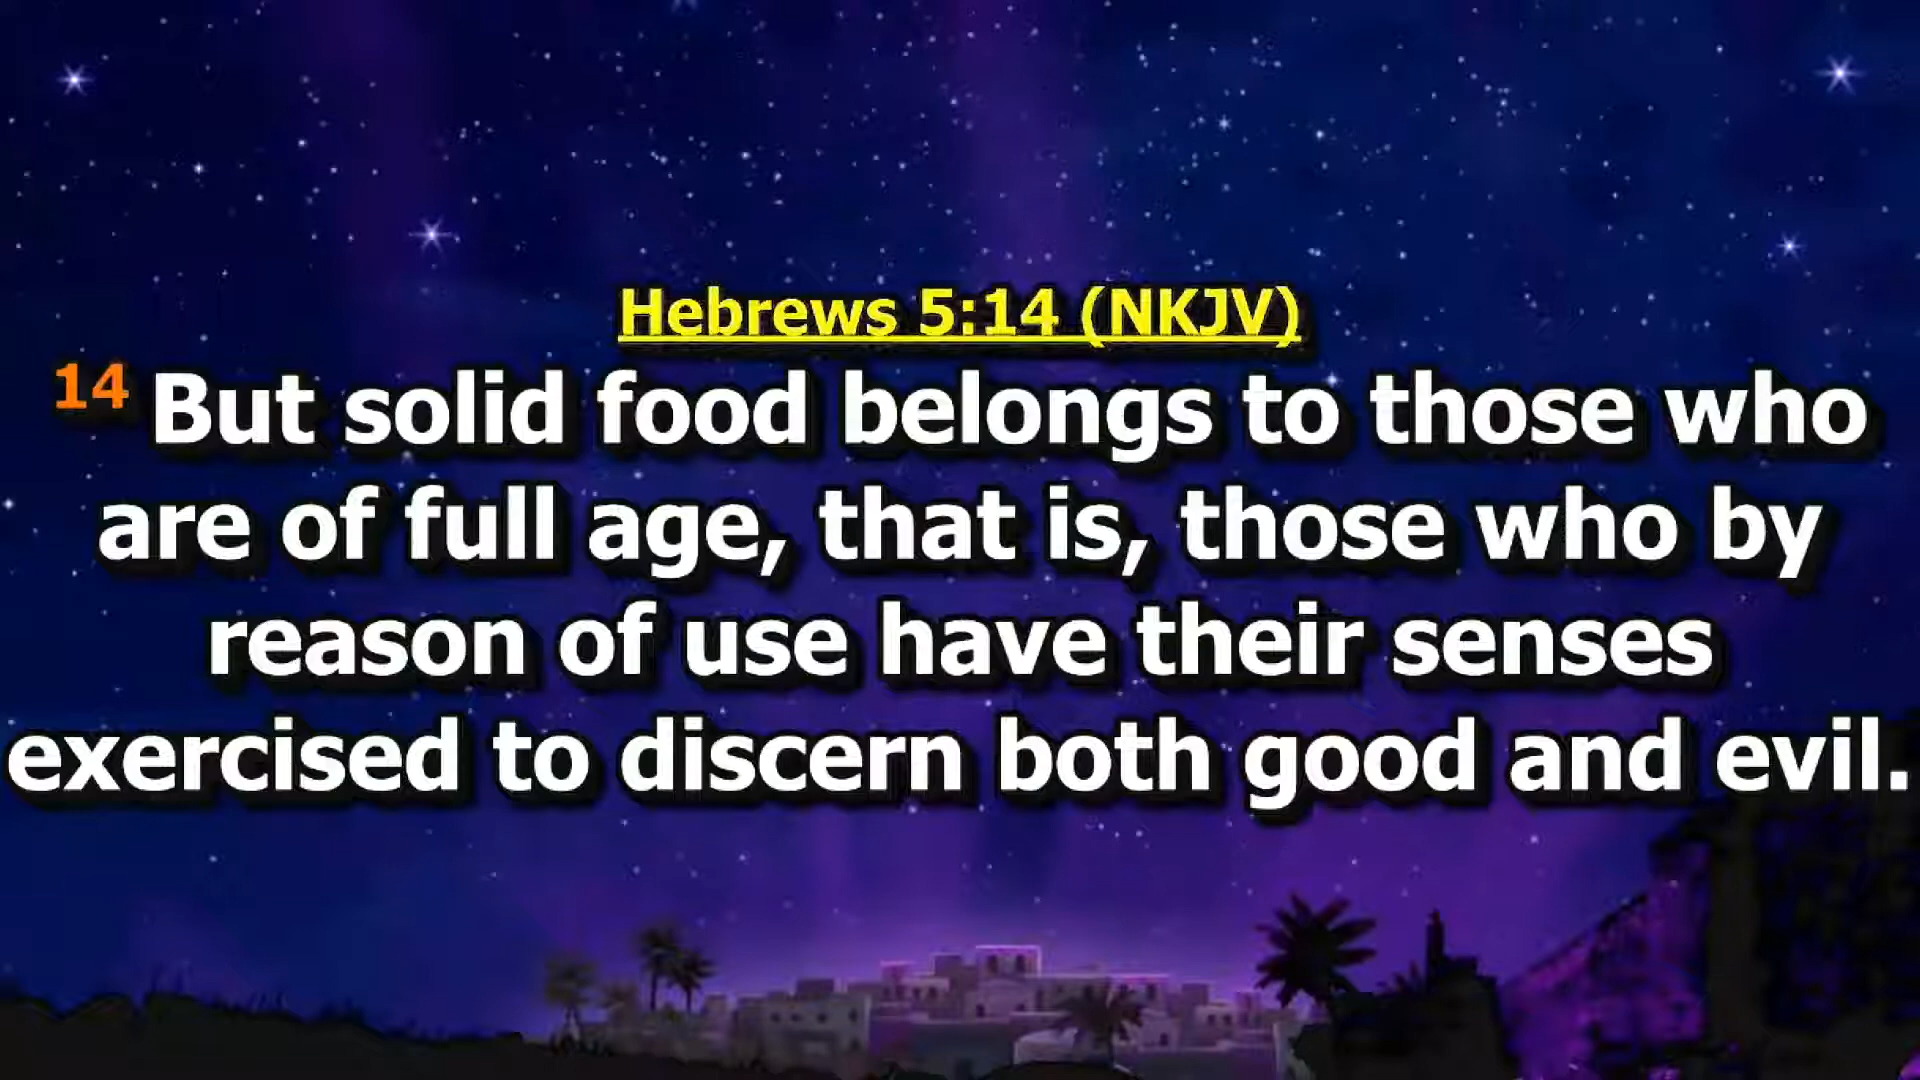 Hebrews 5:14 (NKJV)
14 But solid food belongs to those who
are of full age, that is, those who by
reason of use have their senses
exercised to discern both good and evil.